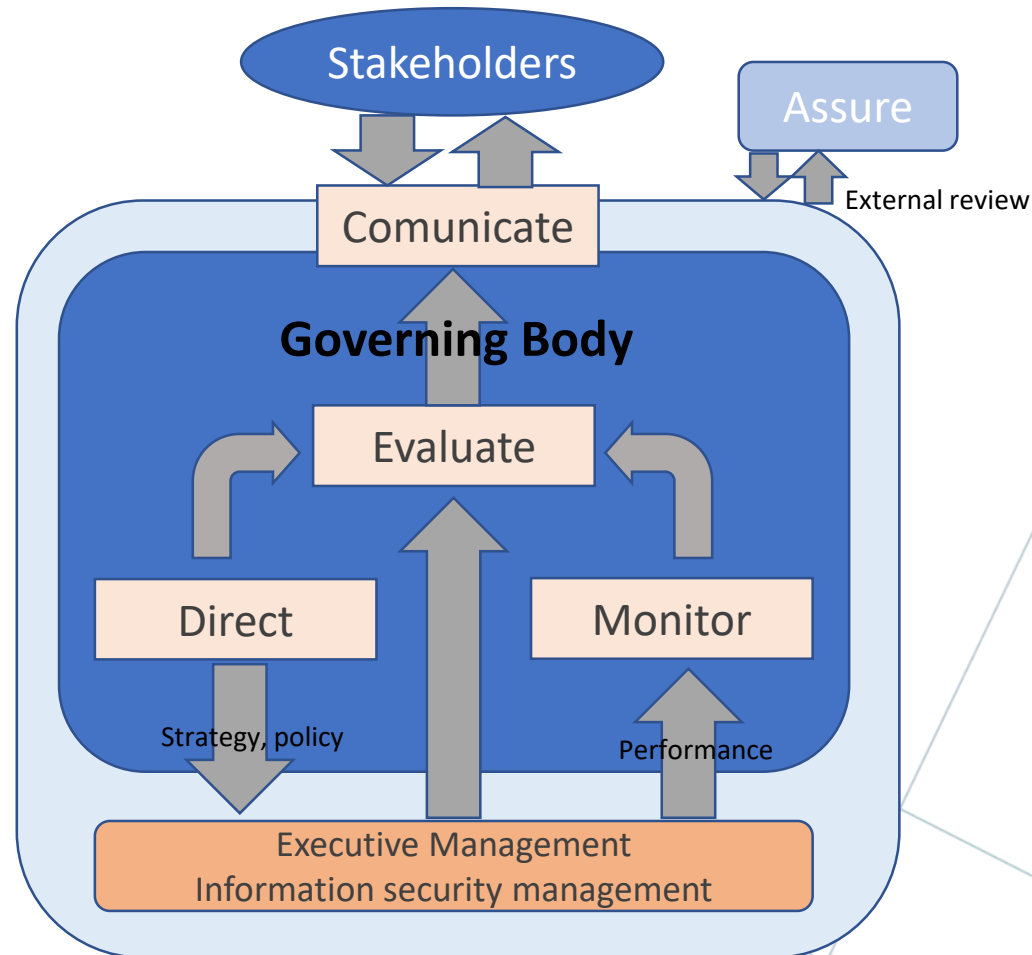 Stakeholders
Assure
External review
Comunicate
Governing Body
Evaluate
Direct
Monitor
Strategy, policy
Performance
Executive Management
Information security management